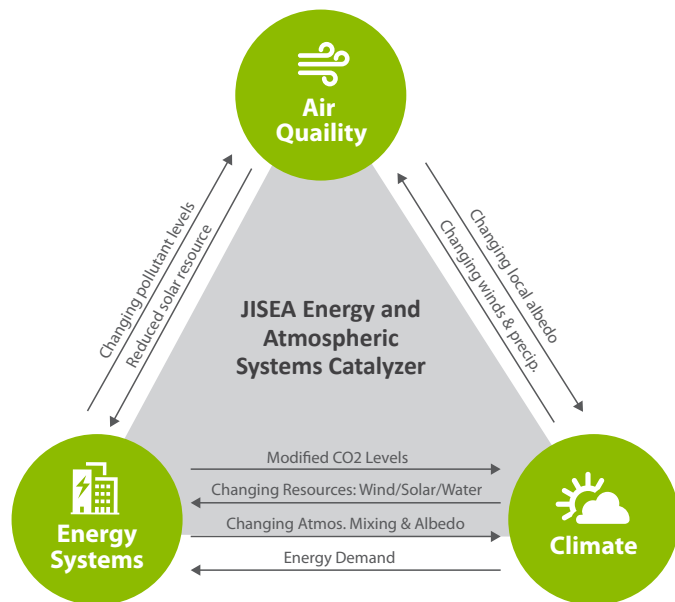 Air
Quaility
Changing pollutant levels
Reduced solar resource
Changing local albedo
Changing winds & precip.
JISEA Energy and
Atmospheric
Systems Catalyzer
Modified CO2 Levels
Changing Resources: Wind/Solar/Water
Changing Atmos. Mixing & Albedo
Energy Demand
Energy
Systems
Climate